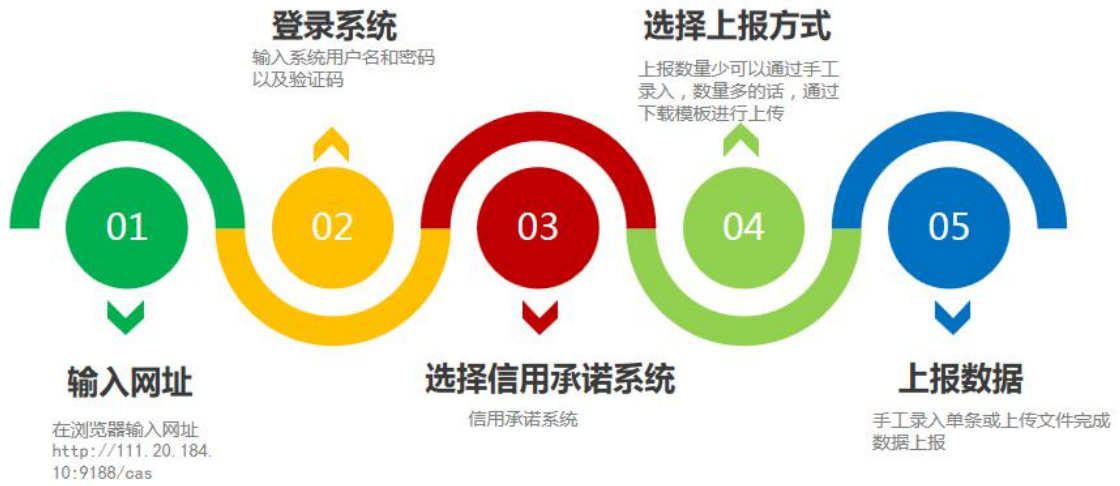 登录系统
输入系统用户名和密码
以及验证码
选择上报方式
上报数量少可以通过手工
录入，数量多的话，通过
下载模板进行上传
01
02
03
04
05
输入网址
在浏览器输入网址
http://111.20.184.
10:9188/cas
选择信用承诺系统
信用承诺系统
上报数据
手工录入单条或上传文件完成
数据上报